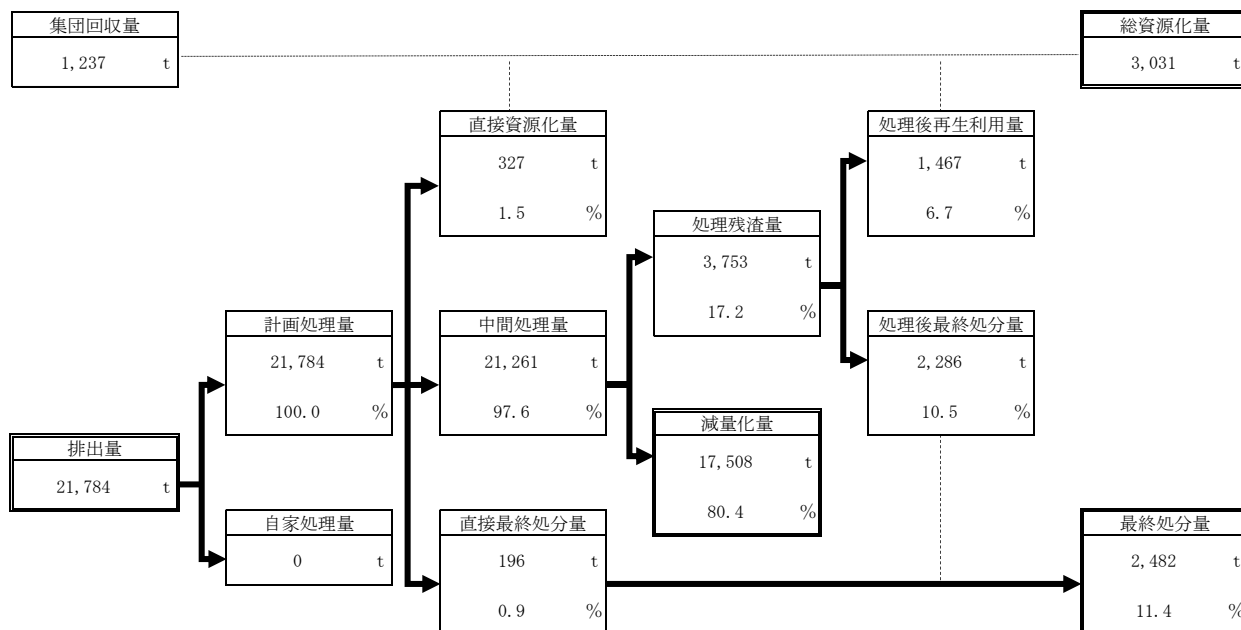 集団回収量
1,237 t
総資源化量
3,031 t
直接資源化量
327 t
1.5 %
処理後再生利用量
1,467 t
6.7 %
処理残渣量
3,753 t
17.2 %
計画処理量
21,784 t
100.0 %
中間処理量
21,261 t
97.6 %
処理後最終処分量
2,286 t
10.5 %
排出量
21,784 t
減量化量
17,508 t
80.4 %
自家処理量
0 t
直接最終処分量
196 t
0.9 %
最終処分量
2,482 t
11.4 %